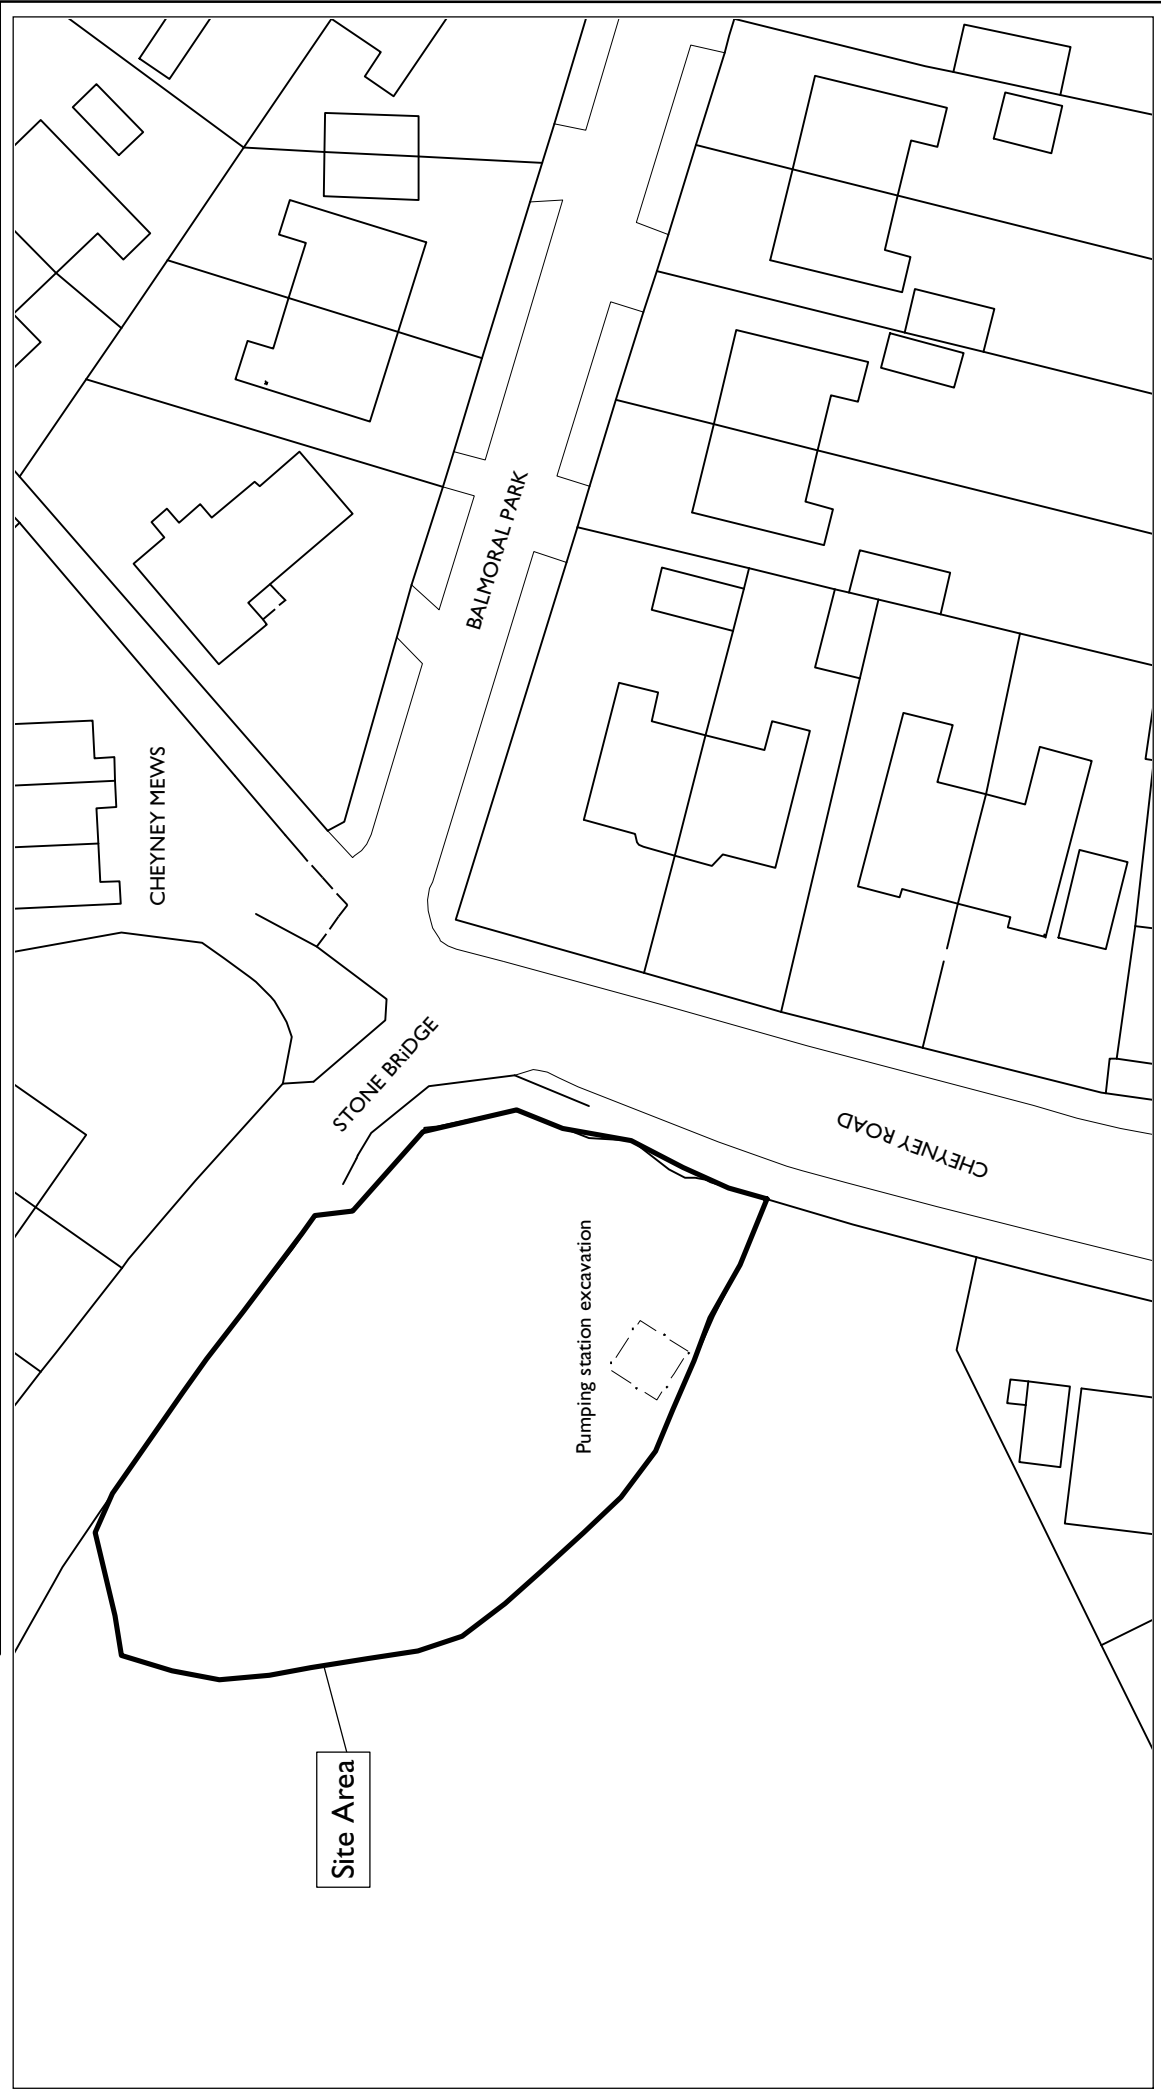 BALMORAL PARK
CHEYNEY MEWS
STONE BRiDGE
CHEYNEY ROAD
Pumping station excavation
Site Area